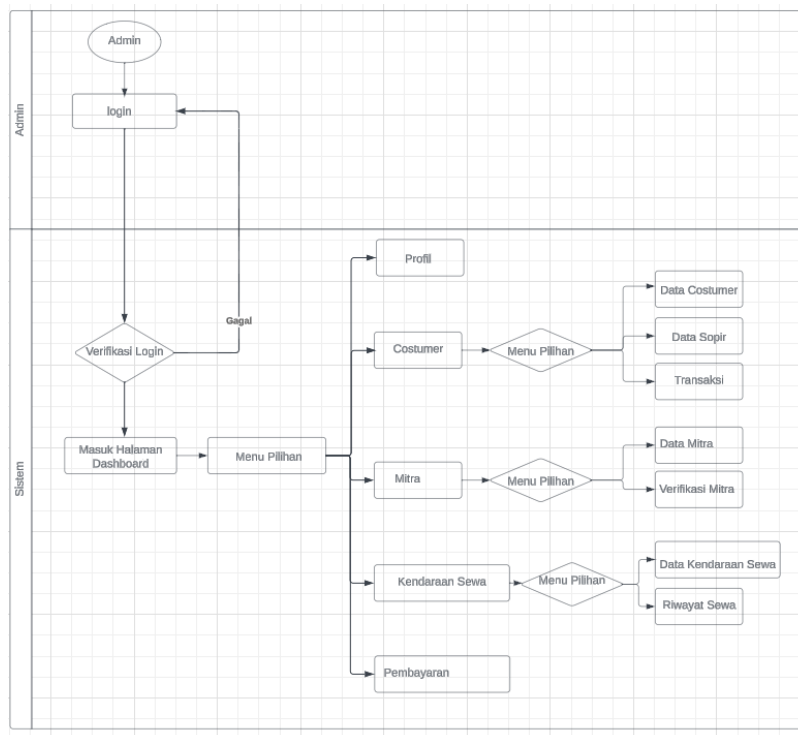 Admin
Admin
login
Sistem
Gagal
Verifikasi Login
Masuk Halaman
Dashboard
Menu Pilihan
Profil
Costumer
Menu Pilihan
Data Costumer
Data Sopir
Transaksi
Mitra
Menu Pilihan
Data Mitra
Verifikasi Mitra
Kendaraan Sewa
Menu Pilihan
Data Kendaraan Sewa
Riwayat Sewa
Pembayaran